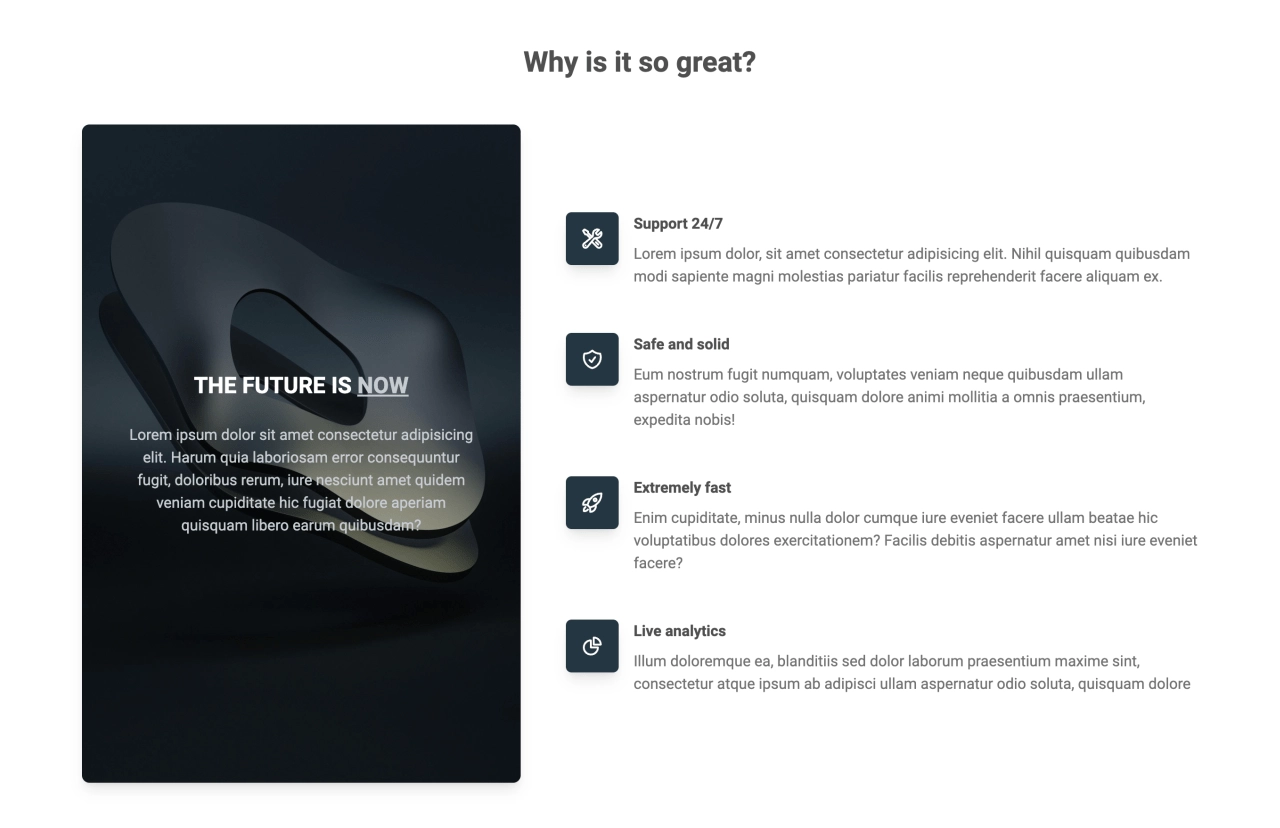 Why is it so great?
THE FUTURE IS NOW
Lorem ipsum dolor sit amet consectetur adipisicing
elit. Harum quia laboriosam error consequuntur
fugit, doloribus rerum, iure nesciunt amet quidem
veniam cupiditate hic fugiat dolore aperiam
quisquam libero earum quibusdam?
Support 24/7
Lorem ipsum dolor, sit amet consectetur adipisicing elit. Nihil quisquam quibusdam
modi sapiente magni molestias pariatur facilis reprehenderit facere aliquam ex.
Safe and solid
Eum nostrum fugit numquam, voluptates veniam neque quibusdam ullam
aspernatur odio soluta, quisquam dolore animi mollitia a omnis praesentium,
expedita nobis!
Extremely fast
Enim cupiditate, minus nulla dolor cumque iure eveniet facere ullam beatae hic
voluptatibus dolores exercitationem? Facilis debitis aspernatur amet nisi iure eveniet
facere?
Live analytics
Illum doloremque ea, blanditiis sed dolor laborum praesentium maxime sint,
consectetur atque ipsum ab adipisci ullam aspernatur odio soluta, quisquam dolore